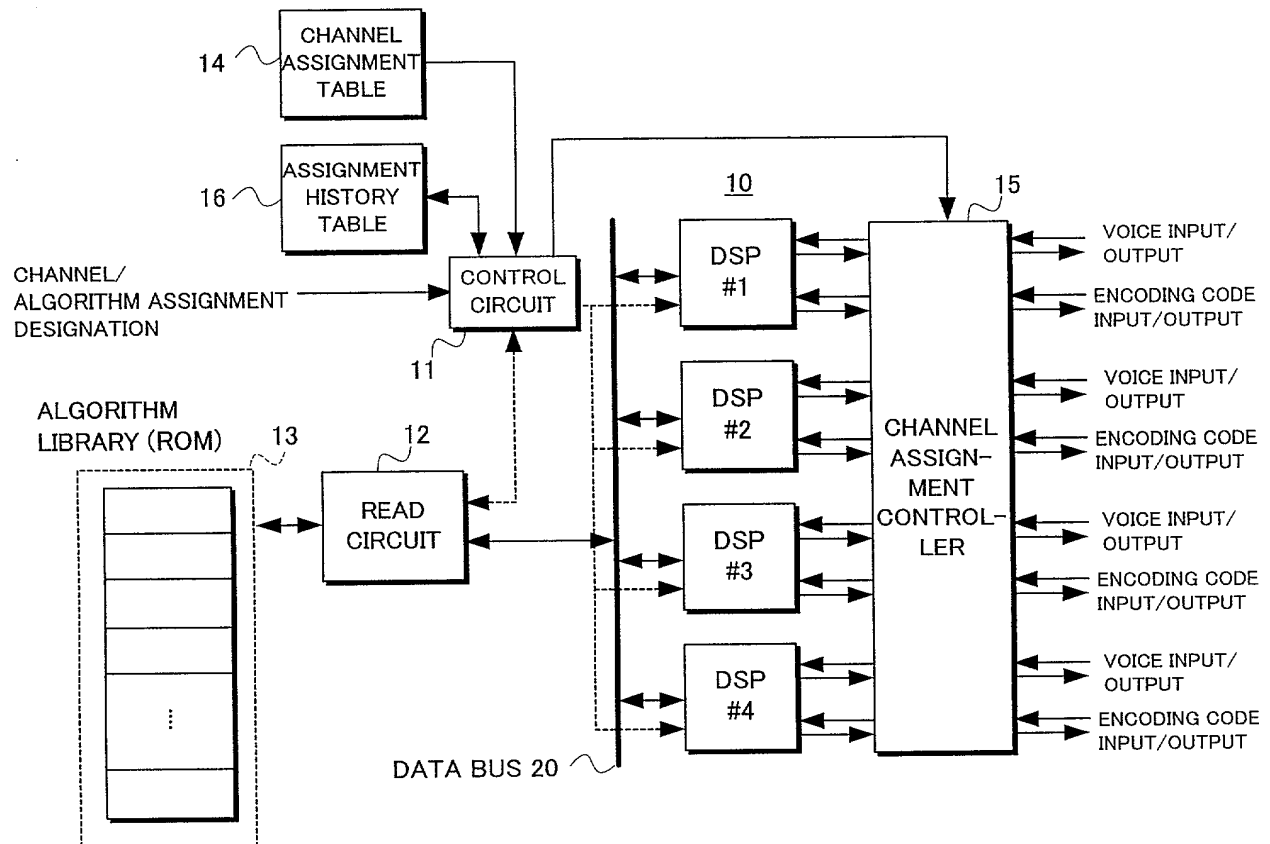 CHANNEL
ASSIGNMENT
TABLE
14
ASSIGNMENT
HISTORY
TABLE
16
10
15
CHANNEL/
ALGORITHM ASSIGNMENT
DESIGNATION
CONTROL
CIRCUIT
11
ALGORITHM
LIBRARY (ROM)
13
12
READ
CIRCUIT
DATA BUS 20
DSP
#1
DSP
#2
DSP
#3
DSP
#4
CHANNEL
ASSIGN-
MENT
CONTROL-
LER
VOICE INPUT/
OUTPUT
ENCODING CODE
INPUT/OUTPUT
VOICE INPUT/
OUTPUT
ENCODING CODE
INPUT/OUTPUT
VOICE INPUT/
OUTPUT
ENCODING CODE
INPUT/OUTPUT
VOICE INPUT/
OUTPUT
ENCODING CODE
INPUT/OUTPUT